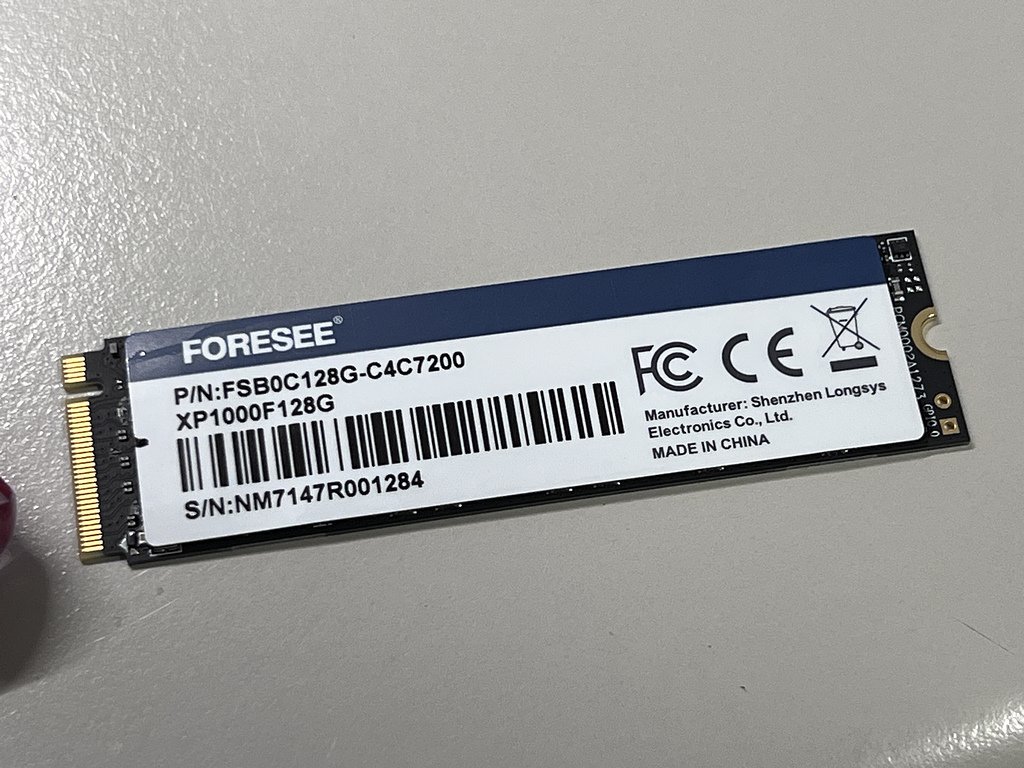 FORESEE®
P/N:FSB0C128G-C4C7200
XP1000F128G
S/N:NM7147R001284
FC CE
Manufacturer: Shenzhen Longsys
Electronics Co., Ltd.
MADE IN CHINA